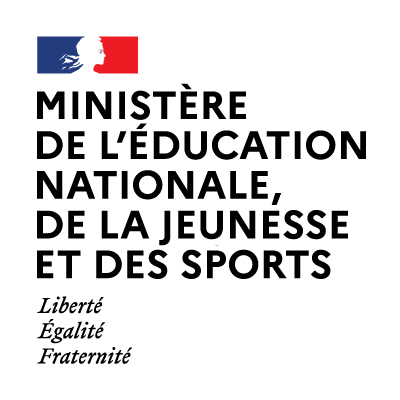 MINISTÈRE
DE L’ÉDUCATION
NATIONALE,
DE LA JEUNESSE
ET DES SPORTS
Liberté
Égalité
Fraternité